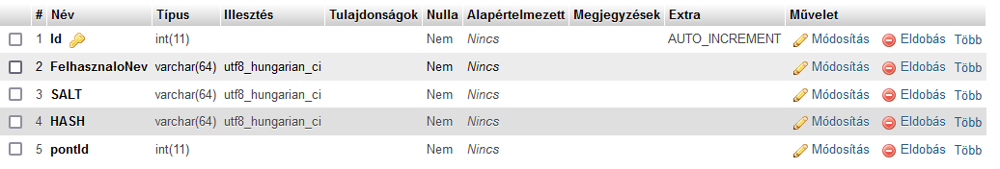 # Név Típus Illesztés Tulajdonságok Nulla Alapértelmezett Megjegyzések Extra Művelet
1 Id int(11) Nem Nincs AUTO_INCREMENT Módosítás Eldobás Több
2 FelhasznaloNev varchar(64) utf8_hungarian_ci Nem Nincs Módosítás Eldobás Több
3 SALT varchar(64) utf8_hungarian_ci Nem Nincs Módosítás Eldobás Több
4 HASH varchar(64) utf8_hungarian_ci Nem Nincs Módosítás Eldobás Több
5 pontId int(11) Nem Nincs Módosítás Eldobás Több